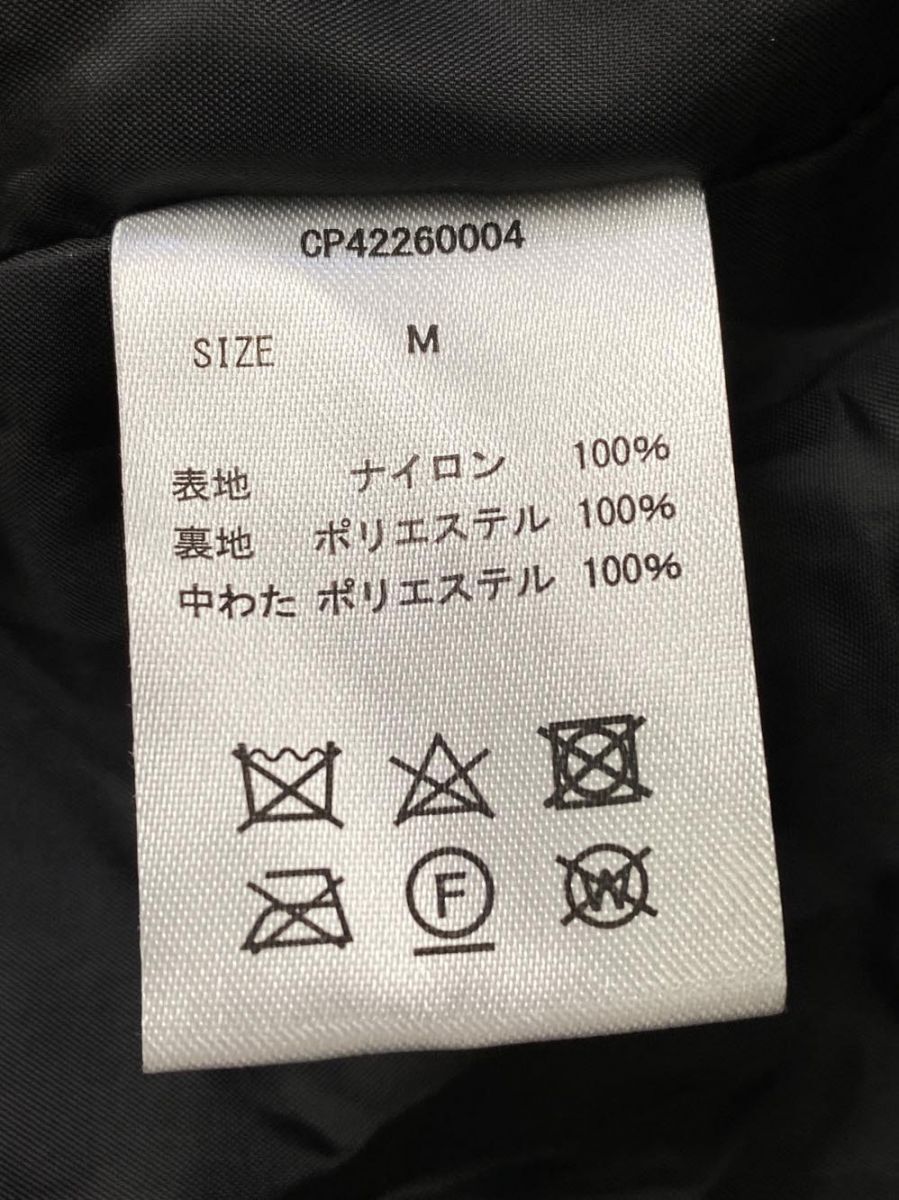 CP42260004
SIZE M
表地 ナイロン 100%
裏地 ポリエステル 100%
中わた ポリエステル 100%
F W